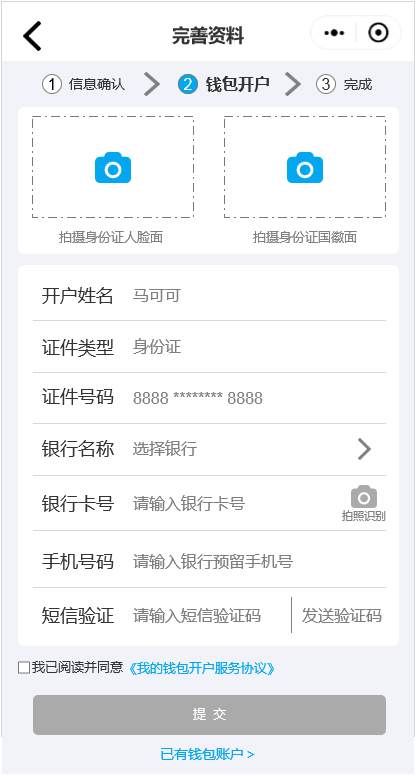 完善资料
1 信息确认 2 钱包开户 3 完成
拍摄身份证人脸面 拍摄身份证国徽面
开户姓名 马可可
证件类型 身份证
证件号码 8888 ******** 8888
银行名称 选择银行
银行卡号 请输入银行卡号 拍照识别
手机号码 请输入银行预留手机号
短信验证 请输入短信验证码 发送验证码
我已阅读并同意《我的钱包开户服务协议》
提 交
已有钱包账户 >